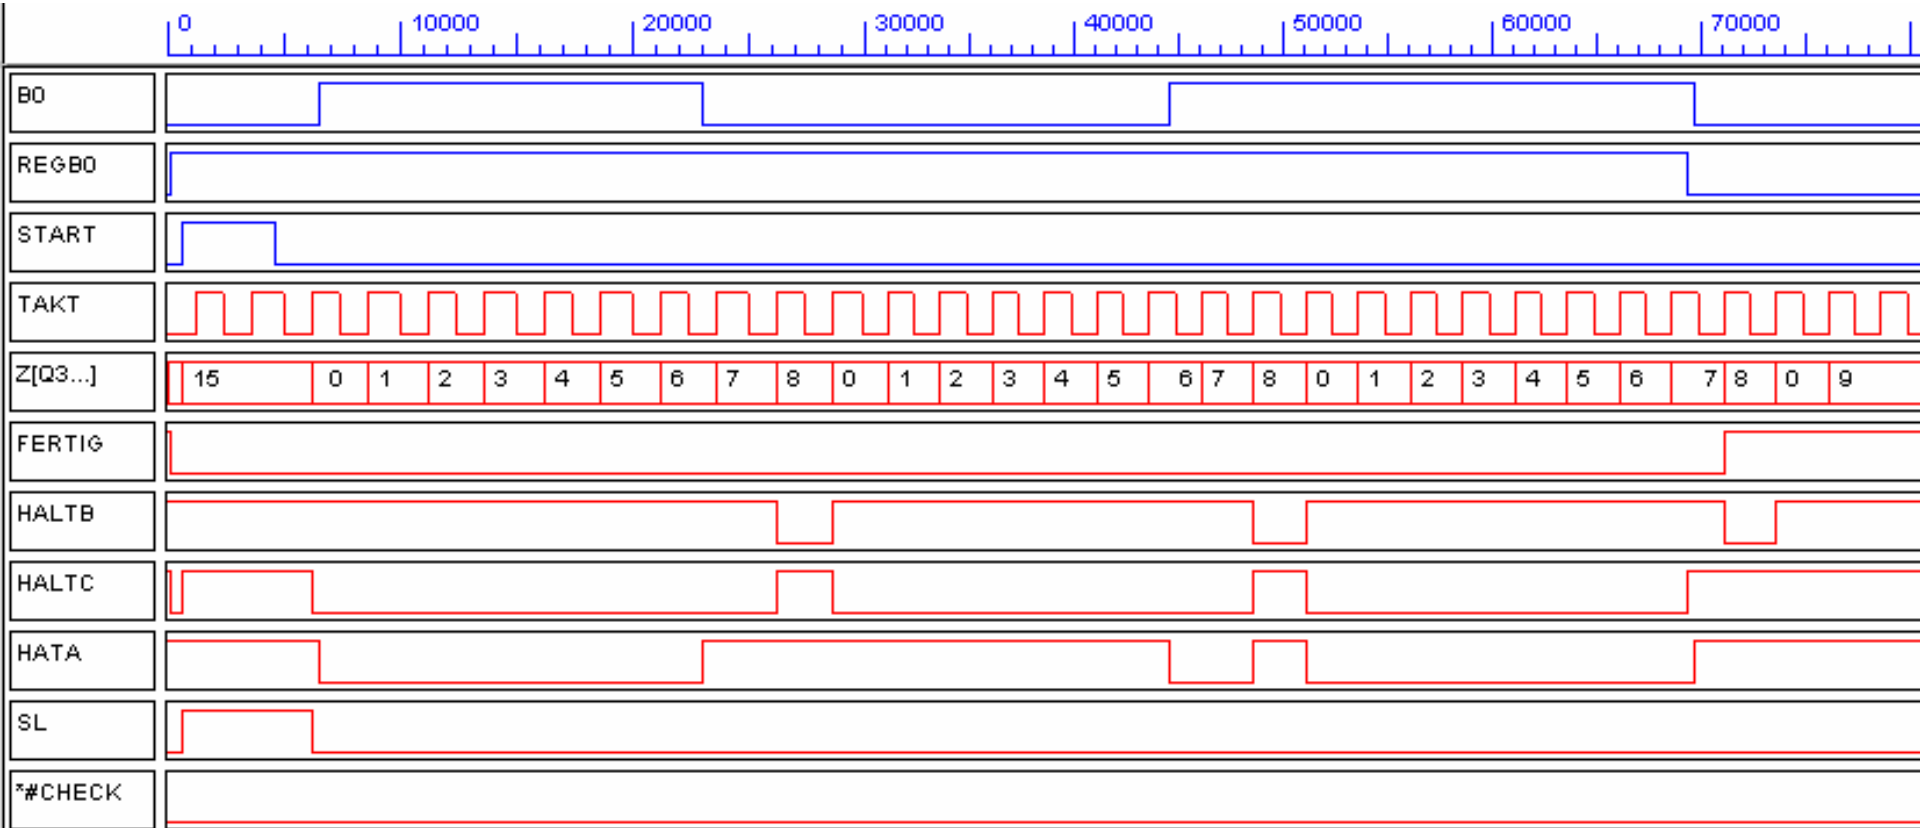 0 10000 20000 30000 40000 50000 60000 70000
B0
REGB0
START
TAKT
Z[Q3...] 15 0 1 2 3 4 5 6 7 8 0 1 2 3 4 5 6 7 8 0 1 2 3 4 5 6 7 8 0 9
FERTIG
HALTB
HALTC
HATA
SL
*#CHECK